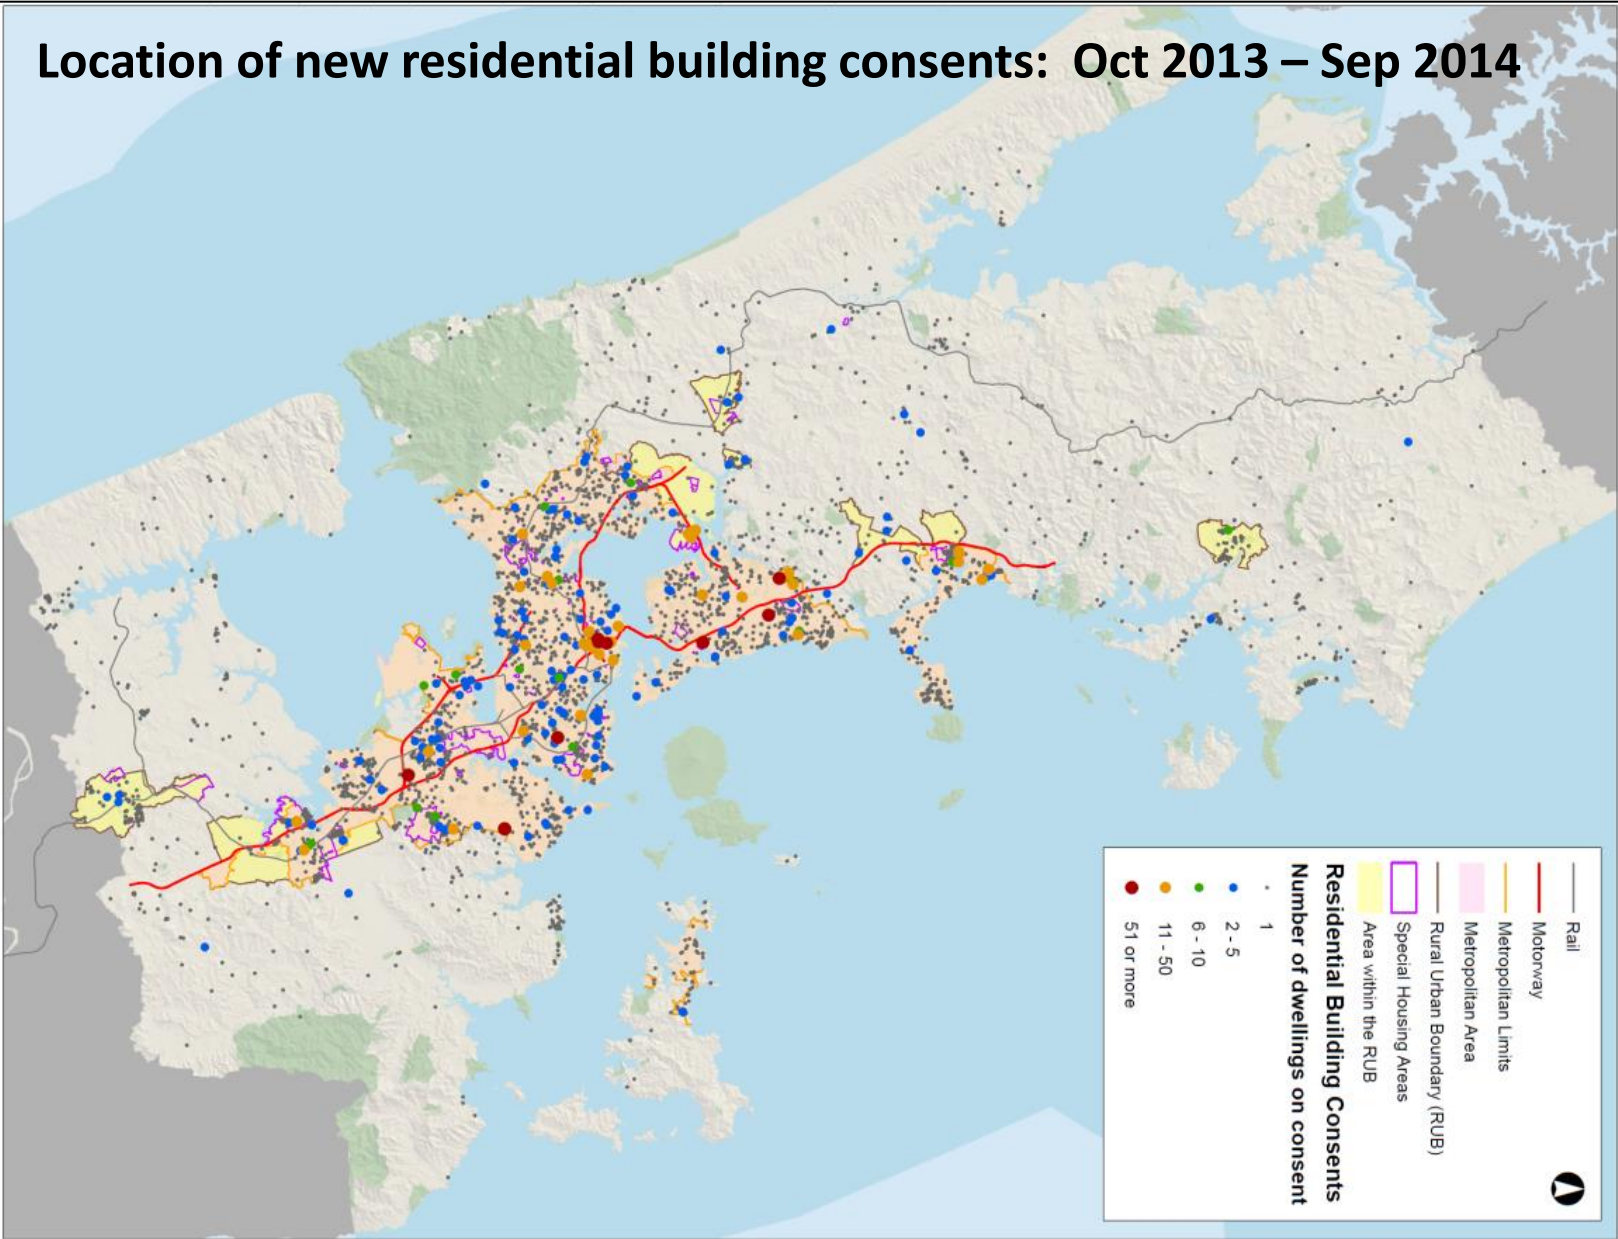 Location of new residential building consents: Oct 2013 – Sep 2014
Rail
Motorway
Metropolitan Limits
Metropolitan Area
Rural Urban Boundary (RUB)
Special Housing Areas
Area within the RUB
Residential Building Consents
Number of dwellings on consent
1
2 - 5
6 - 10
11 - 50
51 or more